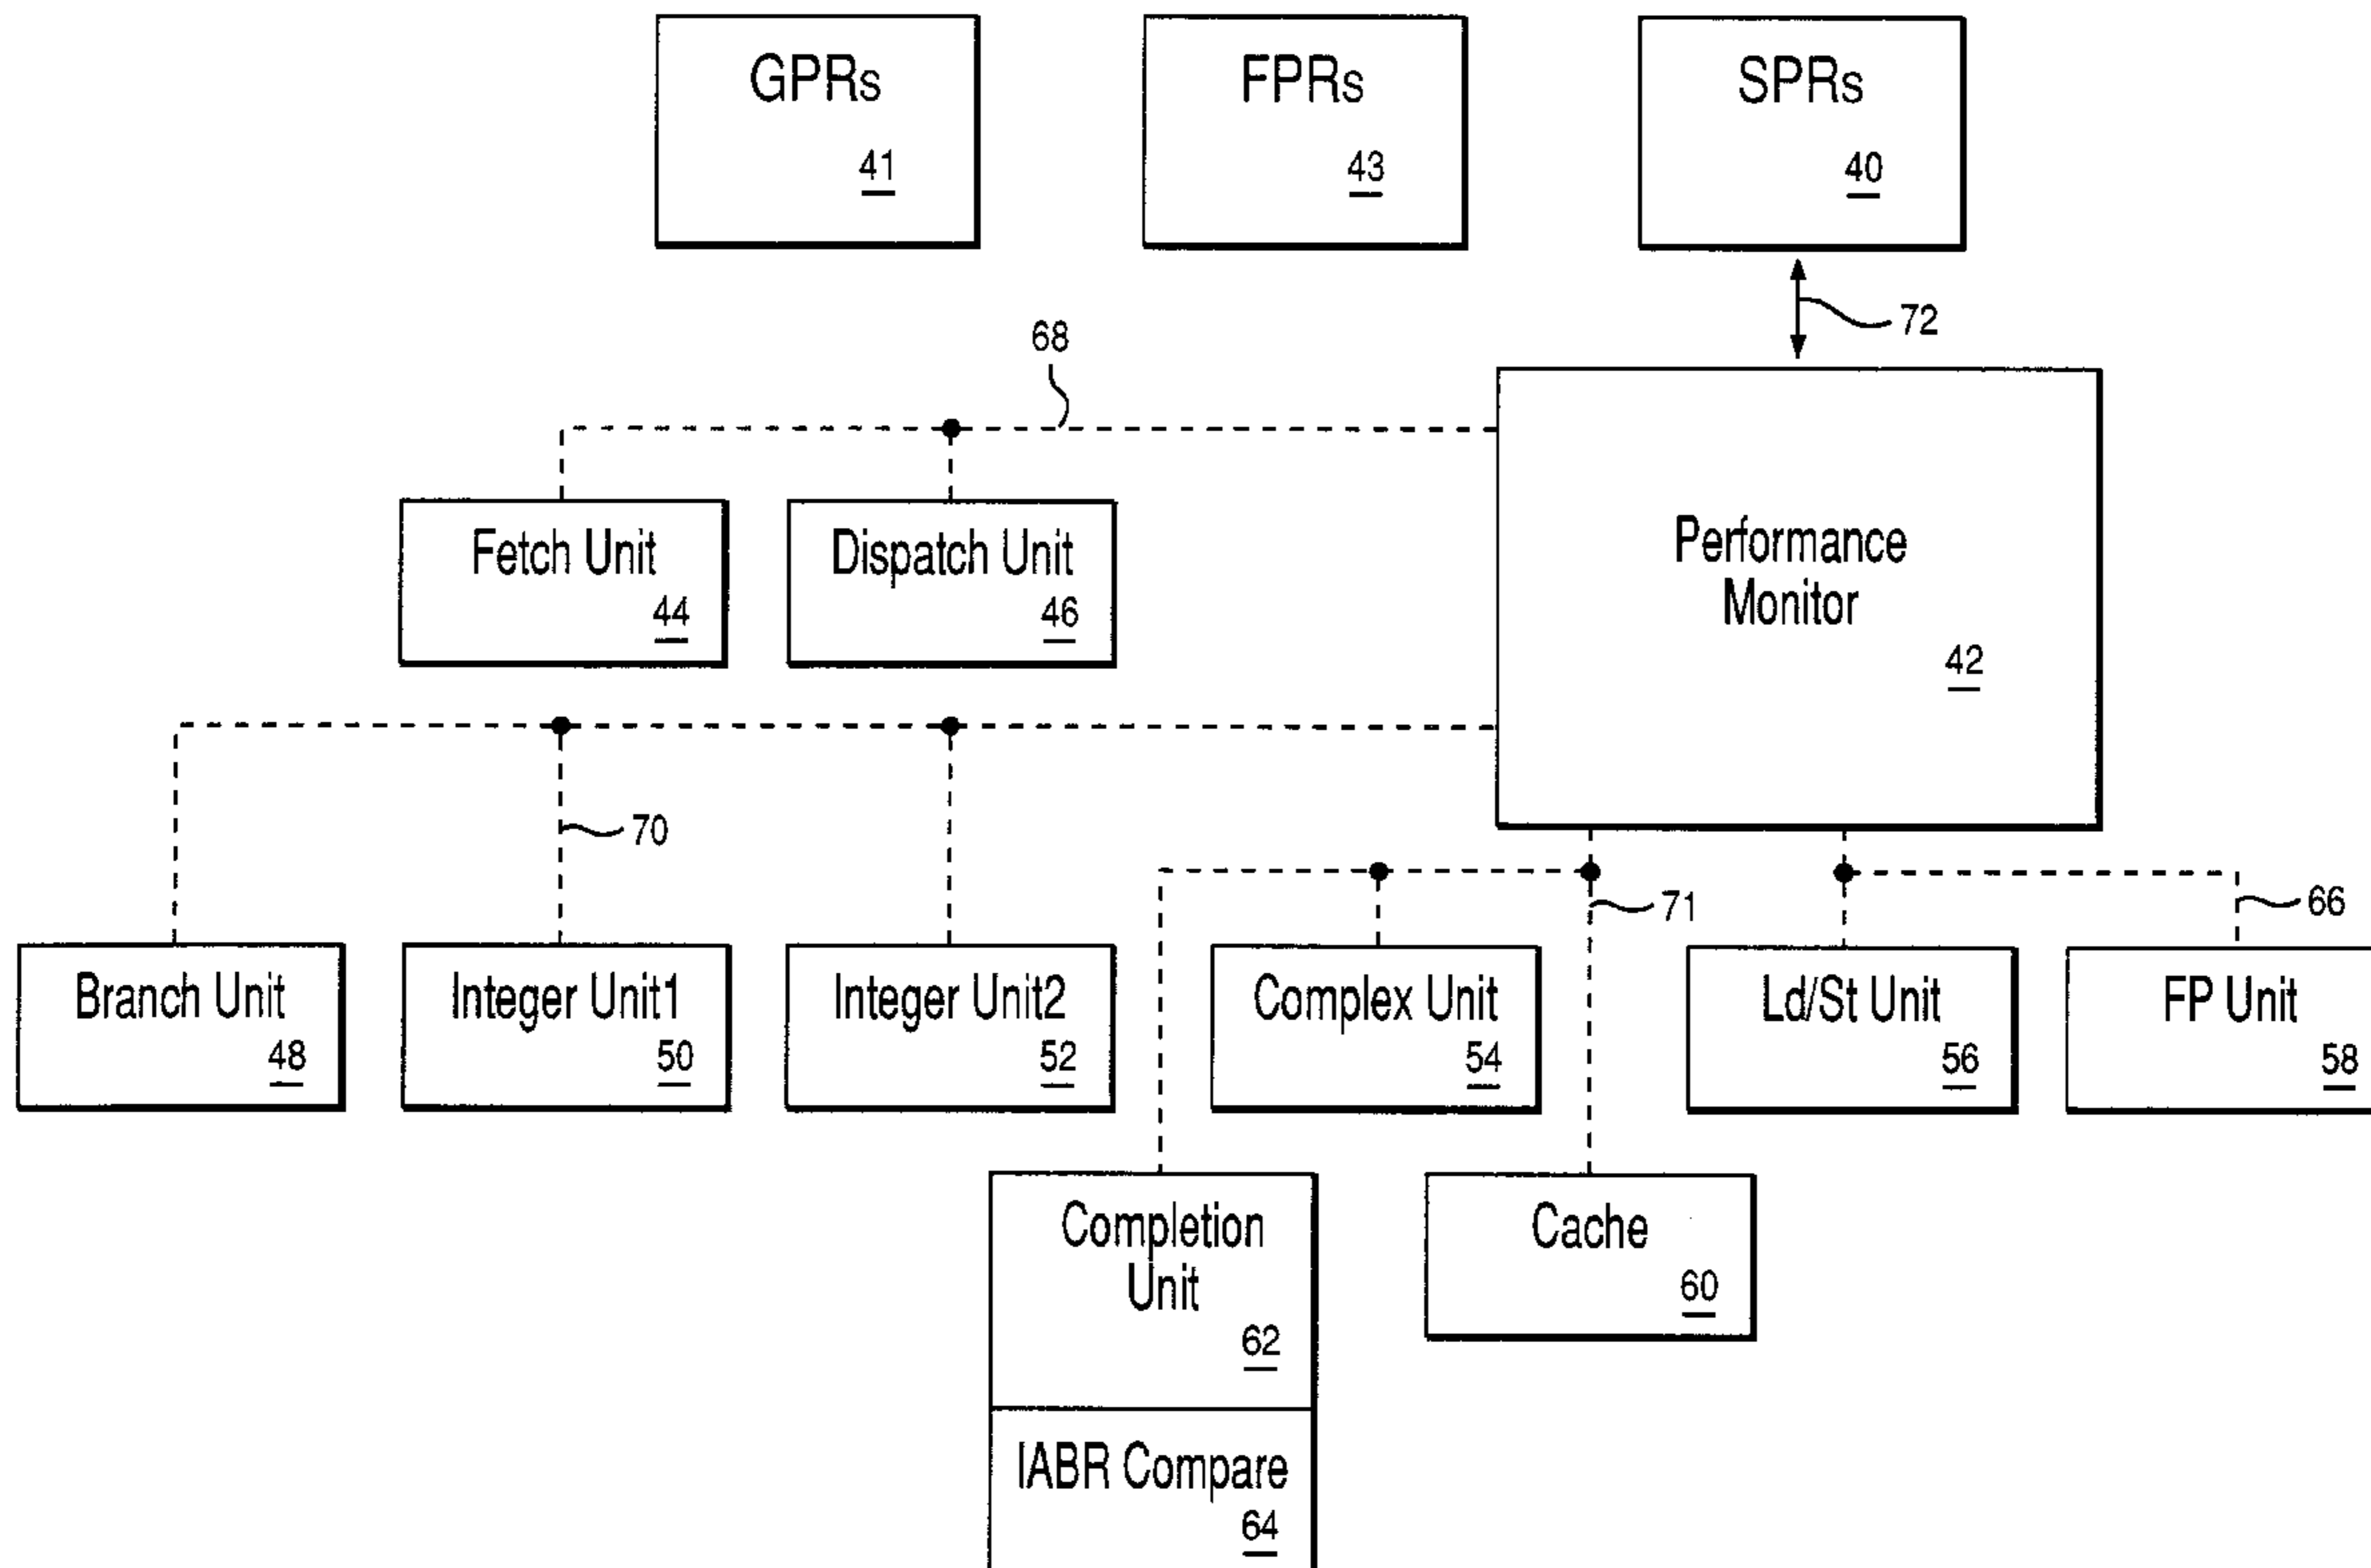 GPRs
41
FPRs
43
SPRs
40
72
68
Fetch Unit
44
Dispatch Unit
46
Performance
Monitor
42
70
71
66
Branch Unit
48
Integer Unit1
50
Integer Unit2
52
Complex Unit
54
Ld/St Unit
56
FP Unit
58
Completion
Unit
62
Cache
60
IABR Compare
64